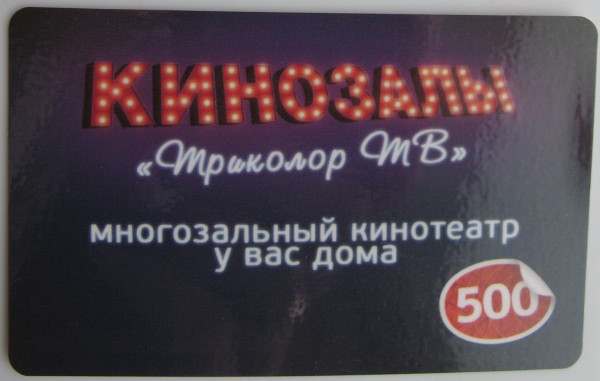 КИНОЗАЛЫ
«Триколор ТВ»
многозальный кинотеатр
у вас дома
500